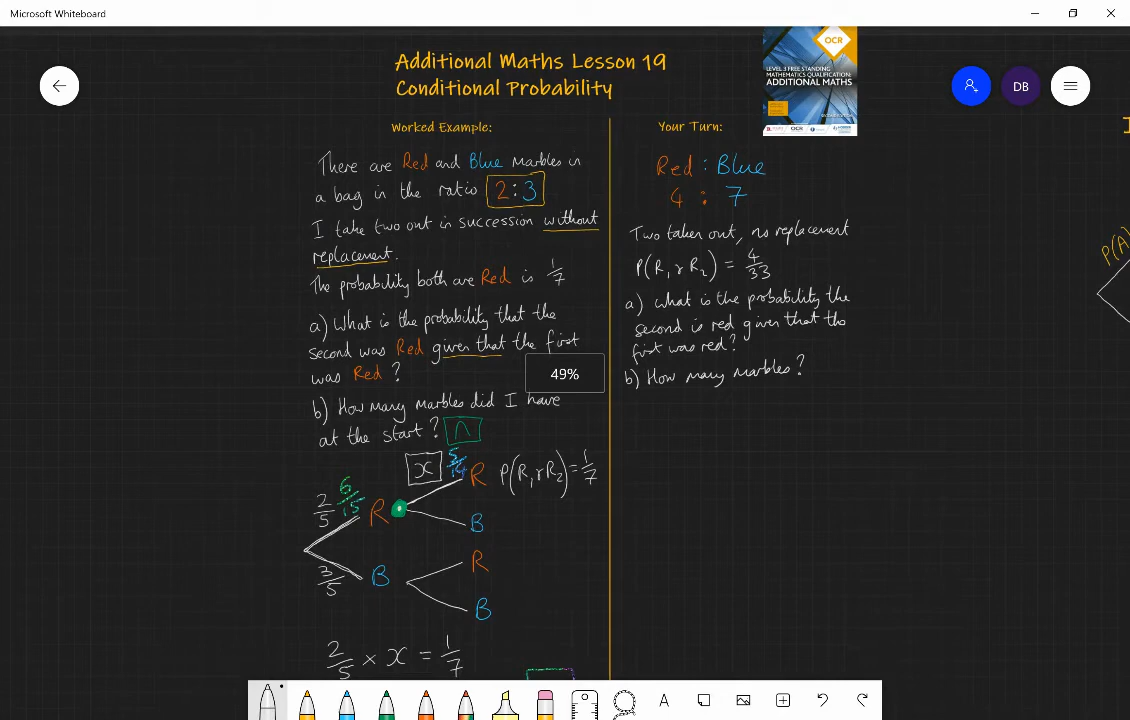 Microsoft Whiteboard
Additional Maths Lesson 19
Conditional Probability
OCR
LEVEL 3 FREE STANDING
MATHEMATICS QUALIFICATION:
ADDITIONAL MATHS
DB
Worked Example:
There are Red and Blue Marbles in
a bag in the ratio 2:3
I take two out in succession without
replacement.
The probability both are Red is 1/7
a) What is the probability that the
second was Red given that the first
was Red?
b) How many marbles did I have
at the start? n
x 5/14 R P(R, r R2) = 1/7
2/5 6/15 R
B
R
3/5 B
B
2/5 × x = 1/7
49%
Your Turn:
Red : Blue
4 : 7
Two taken out, no replacement
P(R, r R2) = 4/33
a) What is the probability the
second is red given that the
first was red?
b) How many marbles?
P(A)